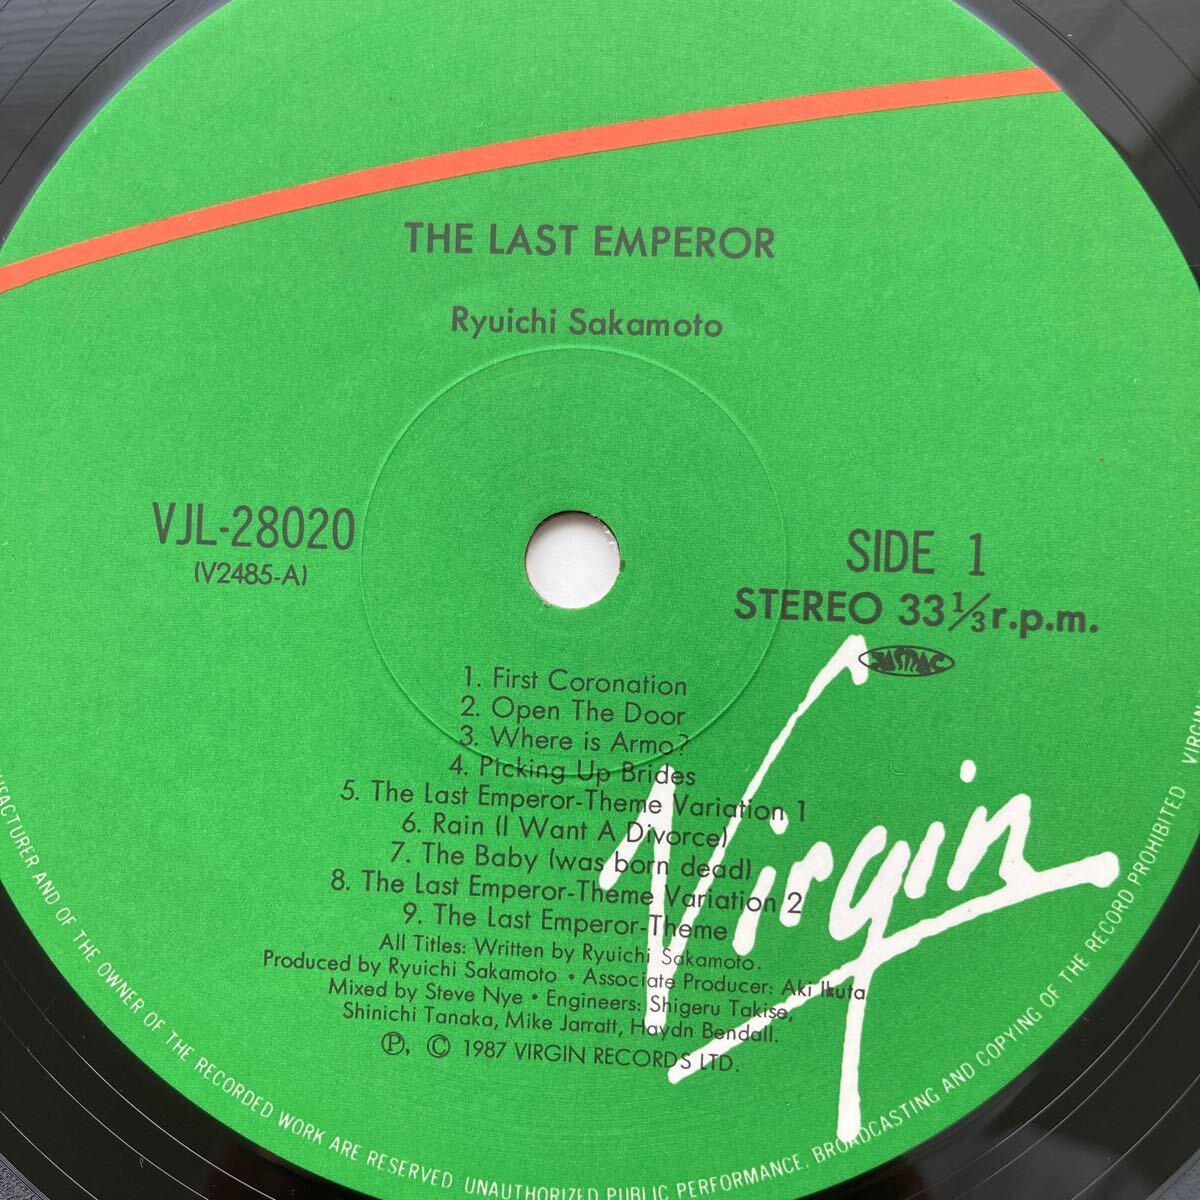 THE LAST EMPEROR
Ryuichi Sakamoto
VJL-28020
(V2485-A)
SIDE 1
STEREO 33 1/3 r.p.m.
1. First Coronation
2. Open The Door
3. Where is Armo?
4. Picking Up Brides
5. The Last Emperor-Theme Variation 1
6. Rain (I Want A Divorce)
7. The Baby (was born dead)
8. The Last Emperor-Theme Variation 2
9. The Last Emperor-Theme
All Titles: Written by Ryuichi Sakamoto.
Produced by Ryuichi Sakamoto • Associate Producer: Aki Ikuta
Mixed by Steve Nye • Engineers: Shigeru Takise,
Shinichi Tanaka, Mike Jarratt, Haydn Bendall.
Ⓟ, © 1987 VIRGIN RECORDS LTD.
Virgin
AND OF THE OWNER OF THE RECORDED WORK ARE RESERVED UNAUTHORIZED PUBLIC PERFORMANCE. BROADCASTING AND COPYING OF THE RECORD PROHIBITED VIRGIN